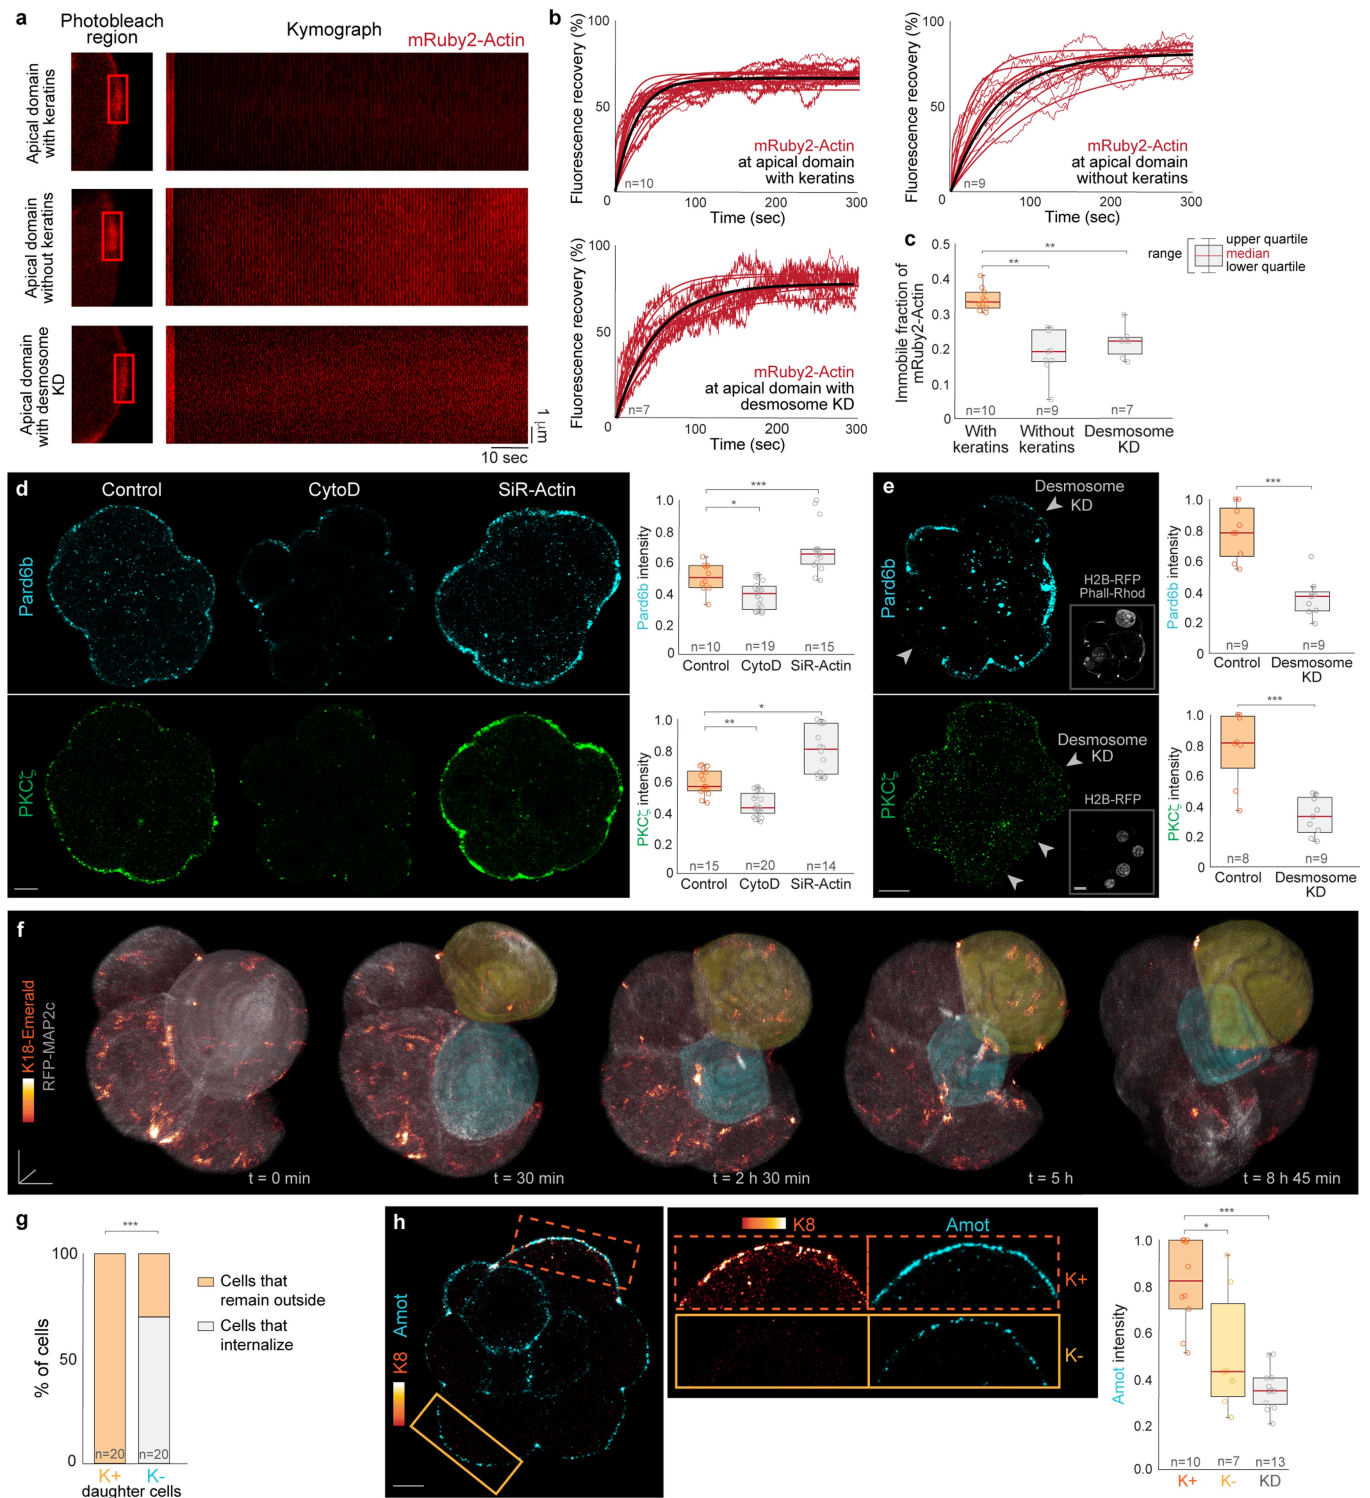 a
Photobleach
region
Kymograph
mRuby2-Actin
Apical domain
with keratins
Apical domain
without keratins
Apical domain
with desmosome
KD
1 µm
10 sec
b
Fluorescence recovery (%)
100
50
0
n=10
mRuby2-Actin
at apical domain
with keratins
100
200
300
Time (sec)
Fluorescence recovery (%)
100
50
0
n=9
mRuby2-Actin
at apical domain
without keratins
100
200
300
Time (sec)
Fluorescence recovery (%)
100
50
0
n=7
mRuby2-Actin
at apical domain with
desmosome KD
100
200
300
Time (sec)
c
Immobile fraction of
mRuby2-Actin
0.5
0.4
0.3
0.2
0.1
0
**
**
n=10
n=9
n=7
With
keratins
Without
keratins
Desmosome
KD
range
upper quartile
median
lower quartile
d
Control
CytoD
SiR-Actin
Pard6b
PKCζ
Pard6b intensity
1.0
0.8
0.6
0.4
0.2
0
***
*
n=10
n=19
n=15
Control
CytoD
SiR-Actin
PKCζ intensity
1.0
0.8
0.6
0.4
0.2
0
*
**
n=15
n=20
n=14
Control
CytoD
SiR-Actin
e
Desmosome
KD
Pard6b
H2B-RFP
Phall-Rhod
Desmosome
KD
PKCζ
H2B-RFP
Pard6b intensity
1.0
0.8
0.6
0.4
0.2
0
***
n=9
n=9
Control
Desmosome
KD
PKCζ intensity
1.0
0.8
0.6
0.4
0.2
0
***
n=8
n=9
Control
Desmosome
KD
f
K18-Emerald
RFP-MAP2c
t = 0 min
t = 30 min
t = 2 h 30 min
t = 5 h
t = 8 h 45 min
g
% of cells
100
50
0
***
n=20
n=20
K+
K-
daughter cells
Cells that
remain outside
Cells that
internalize
h
K8
Amot
K8
Amot
K+
K-
Amot intensity
1.0
0.8
0.6
0.4
0.2
0.0
***
*
n=10
n=7
n=13
K+
K-
KD